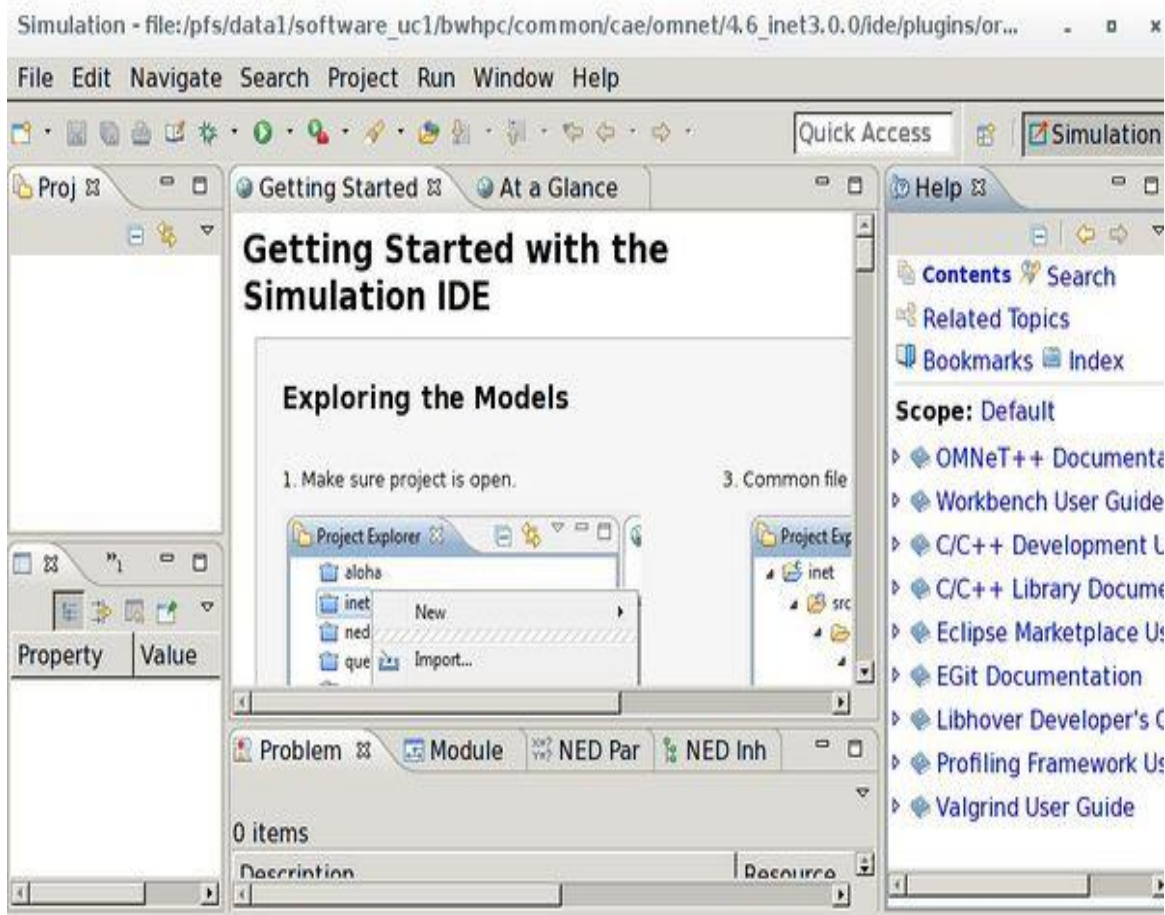 Simulation - file:/pfs/data1/software_uc1/bwhpc/common/cae/omnet/4.6_inet3.0.0/ide/plugins/or...
File Edit Navigate Search Project Run Window Help
Quick Access
Simulation
Proj
Getting Started
At a Glance
Getting Started with the
Simulation IDE
Exploring the Models
1. Make sure project is open.
3. Common file
Project Explorer
aloha
inet
ned
que
New
Import...
Project Exp
inet
src
Help
Contents Search
Related Topics
Bookmarks Index
Scope: Default
OMNeT++ Documenta
Workbench User Guide
C/C++ Development U
C/C++ Library Docume
Eclipse Marketplace Us
EGit Documentation
Libhover Developer's G
Profiling Framework Us
Valgrind User Guide
"1
Property Value
Problem
Module
NED Par
NED Inh
0 items
Description Resource